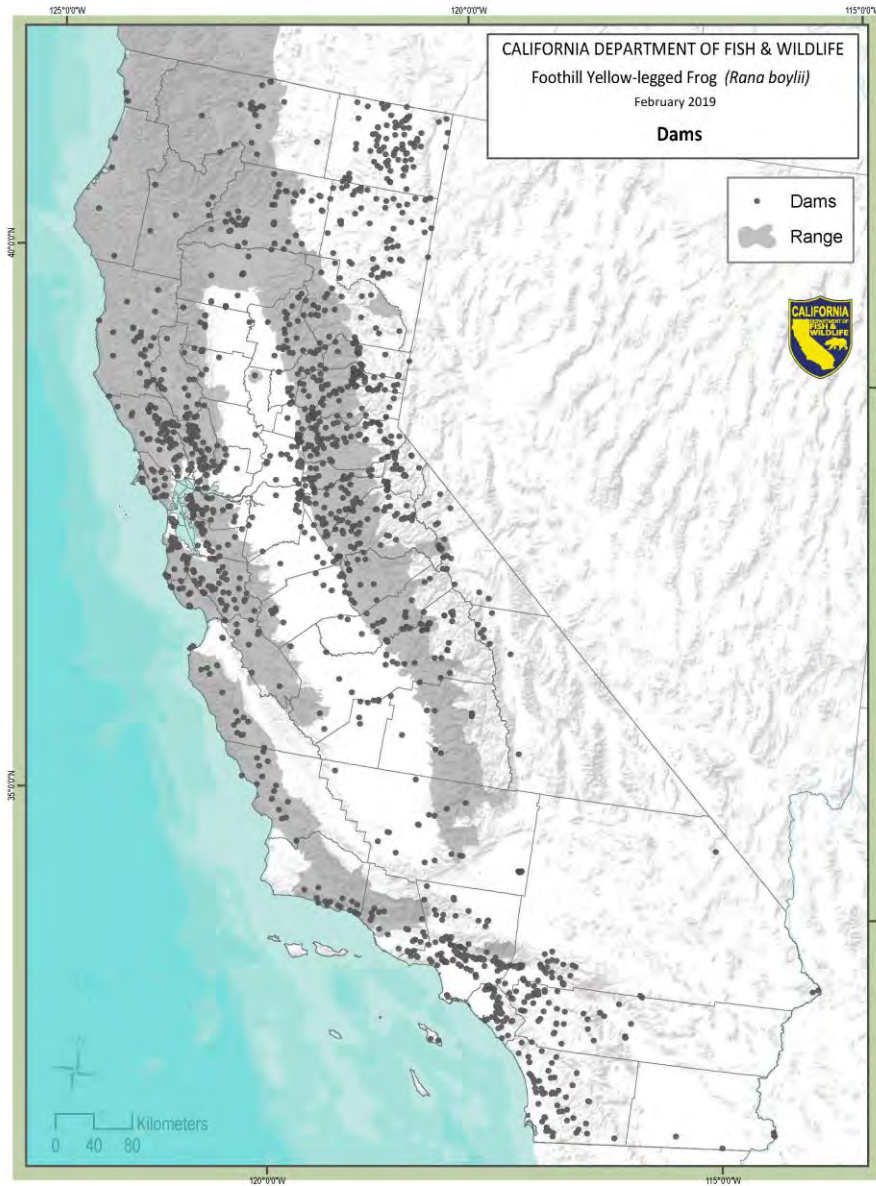 125°0'0"W
120°0'0"W
115°0'0"W
CALIFORNIA DEPARTMENT OF FISH & WILDLIFE
Foothill Yellow-legged Frog (Rana boylii)
February 2019
Dams
Dams
Range
40°0'0"N
CALIFORNIA
DEPARTMENT OF
FISH &
WILDLIFE
35°0'0"N
Kilometers
0 40 80
120°0'0"W
115°0'0"W